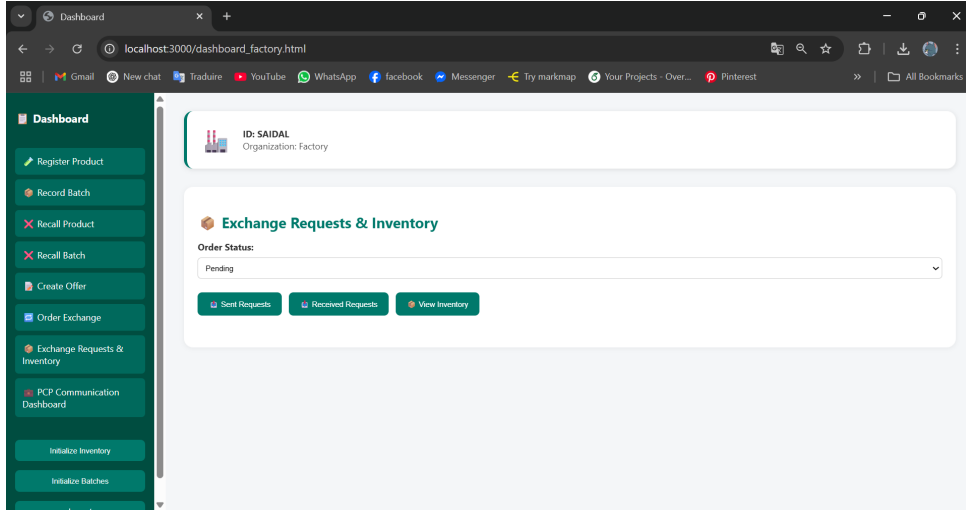 Dashboard
localhost:3000/dashboard_factory.html
Gmail
New chat
Traduire
YouTube
WhatsApp
facebook
Messenger
Try markmap
Your Projects - Over...
Pinterest
All Bookmarks
Dashboard
Register Product
Record Batch
Recall Product
Recall Batch
Create Offer
Order Exchange
Exchange Requests &
Inventory
PCP Communication
Dashboard
Initialize Inventory
Initialize Batches
ID: SAIDAL
Organization: Factory
Exchange Requests & Inventory
Order Status:
Pending
Sent Requests
Received Requests
View Inventory